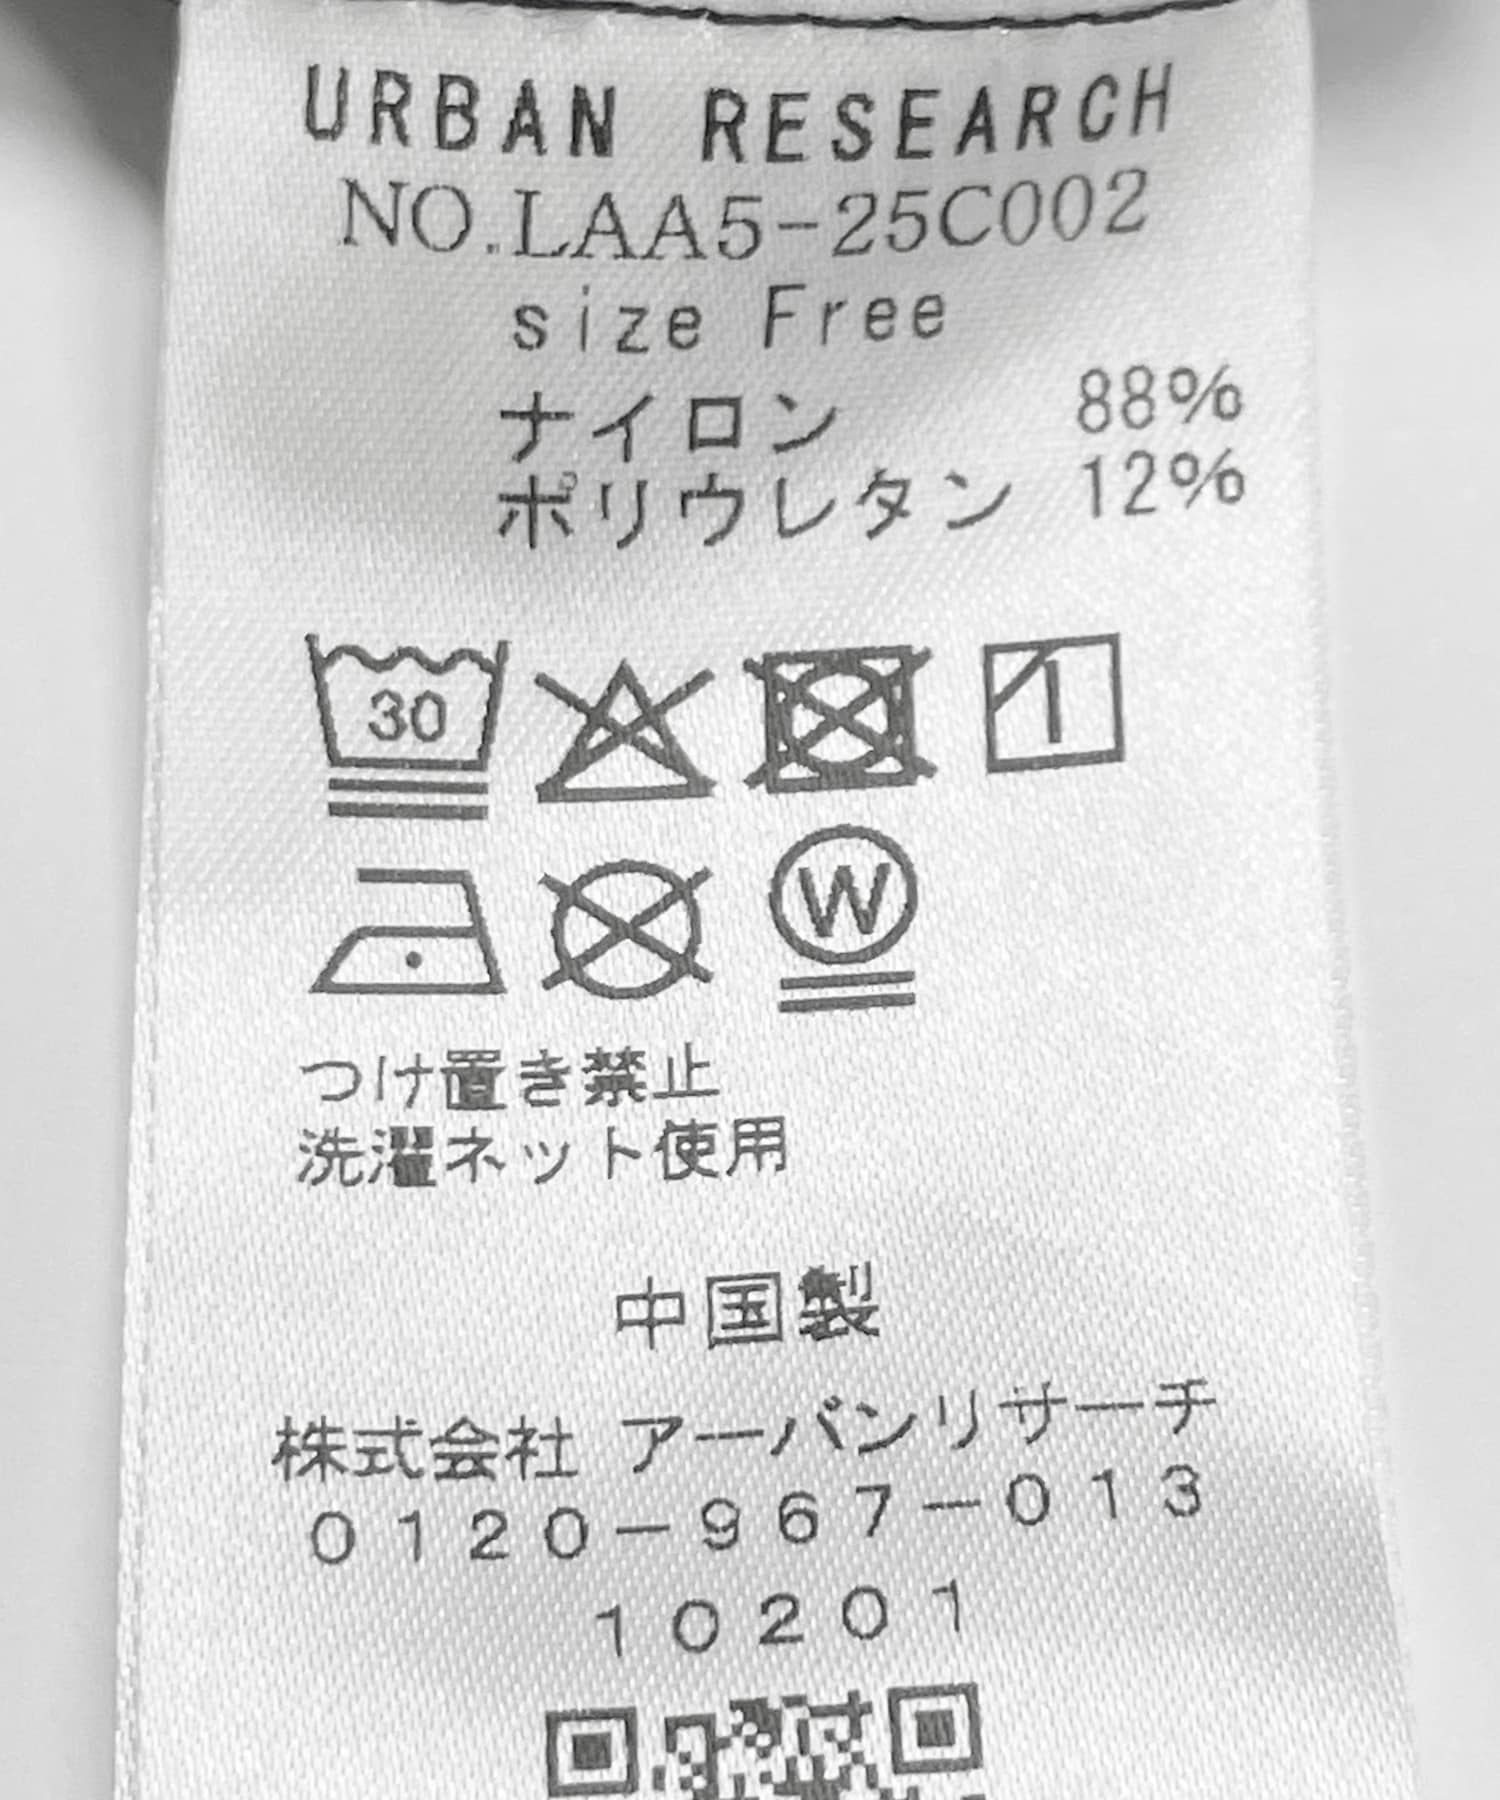 URBAN RESEARCH
NO.LAA5-25C002
size Free
ナイロン 88%
ポリウレタン 12%
30
W
つけ置き禁止
洗濯ネット使用
中国製
株式会社 アーバンリサーチ
0120-967-013
10201